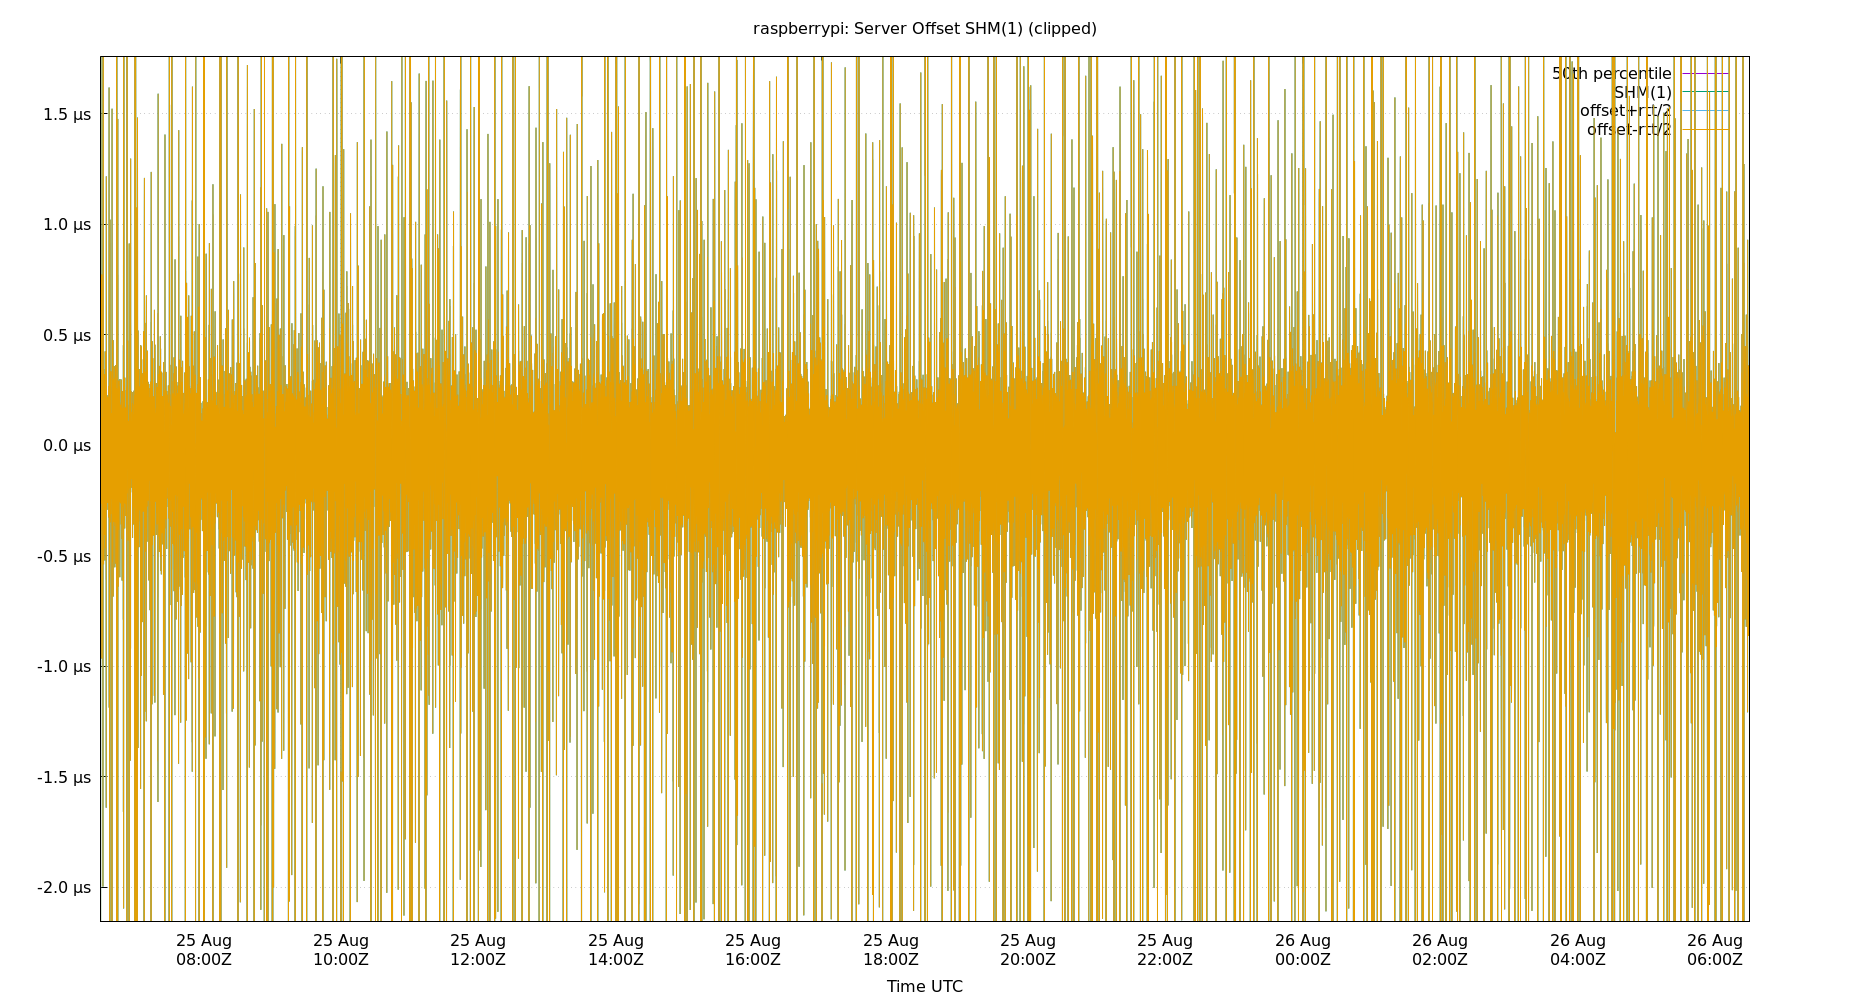 raspberrypi: Server Offset SHM(1) (clipped)
50th percentile
SHM(1)
offset+rtt/2
offset-rtt/2
1.5 µs
1.0 µs
0.5 µs
0.0 µs
-0.5 µs
-1.0 µs
-1.5 µs
-2.0 µs
25 Aug 25 Aug 25 Aug 25 Aug 25 Aug 25 Aug 25 Aug 25 Aug 26 Aug 26 Aug 26 Aug 26 Aug
08:00Z 10:00Z 12:00Z 14:00Z 16:00Z 18:00Z 20:00Z 22:00Z 00:00Z 02:00Z 04:00Z 06:00Z
Time UTC